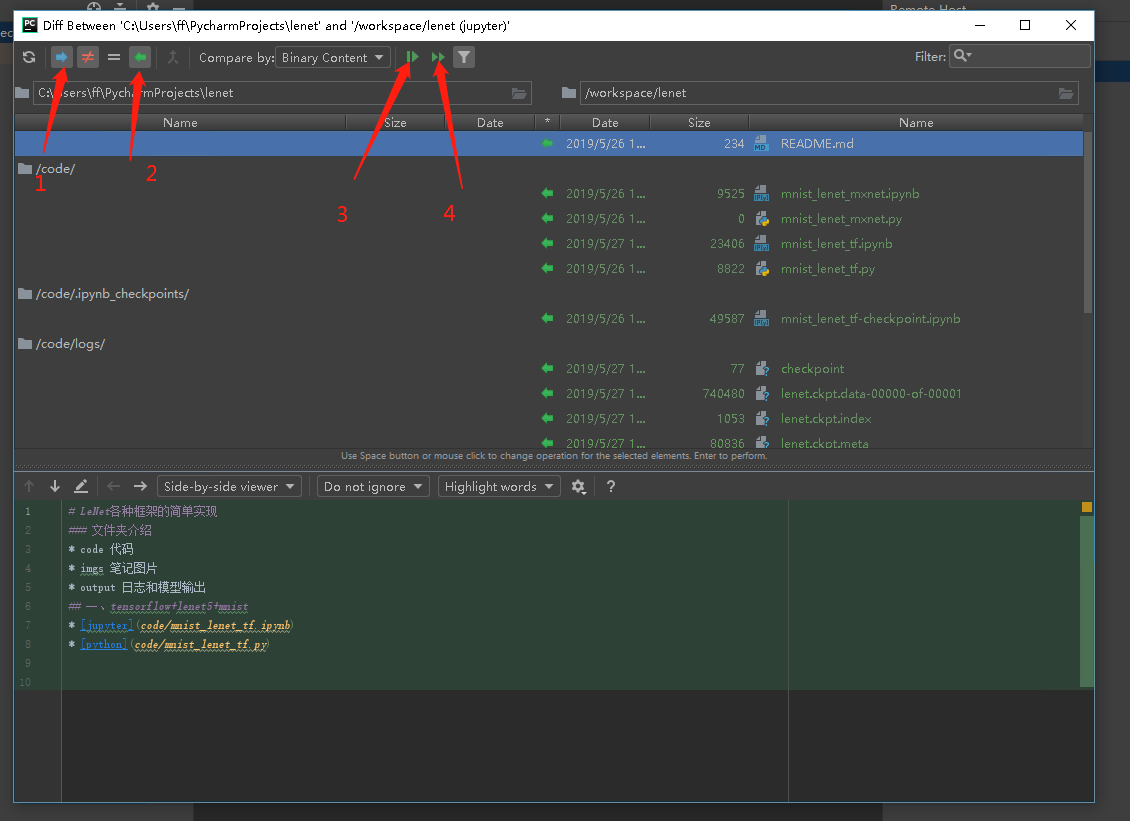 Remote Host
ec
PC Diff Between 'C:\Users\ff\PycharmProjects\lenet' and '/workspace/lenet (jupyter)'
Compare by: Binary Content Filter:
C:\Users\ff\PycharmProjects\lenet /workspace/lenet
Name Size Date * Date Size Name
2019/5/26 1... 234 README.md
/code/
1 2 3 4
2019/5/26 1... 9525 mnist_lenet_mxnet.ipynb
2019/5/26 1... 0 mnist_lenet_mxnet.py
2019/5/27 1... 23406 mnist_lenet_tf.ipynb
2019/5/26 1... 8822 mnist_lenet_tf.py
/code/.ipynb_checkpoints/
2019/5/26 1... 49587 mnist_lenet_tf-checkpoint.ipynb
/code/logs/
2019/5/27 1... 77 checkpoint
2019/5/27 1... 740480 lenet.ckpt.data-00000-of-00001
2019/5/27 1... 1053 lenet.ckpt.index
2019/5/27 1... 80836 lenet.ckpt.meta
Use Space button or mouse click to change operation for the selected elements. Enter to perform.
Side-by-side viewer Do not ignore Highlight words ?
1 # LeNet各种框架的简单实现
2 ### 文件夹介绍
3 * code 代码
4 * imgs 笔记图片
5 * output 日志和模型输出
6 ## 一、tensorflow+lenet5+mnist
7 * [jupyter](code/mnist_lenet_tf.ipynb)
8 * [python](code/mnist_lenet_tf.py)
9
10